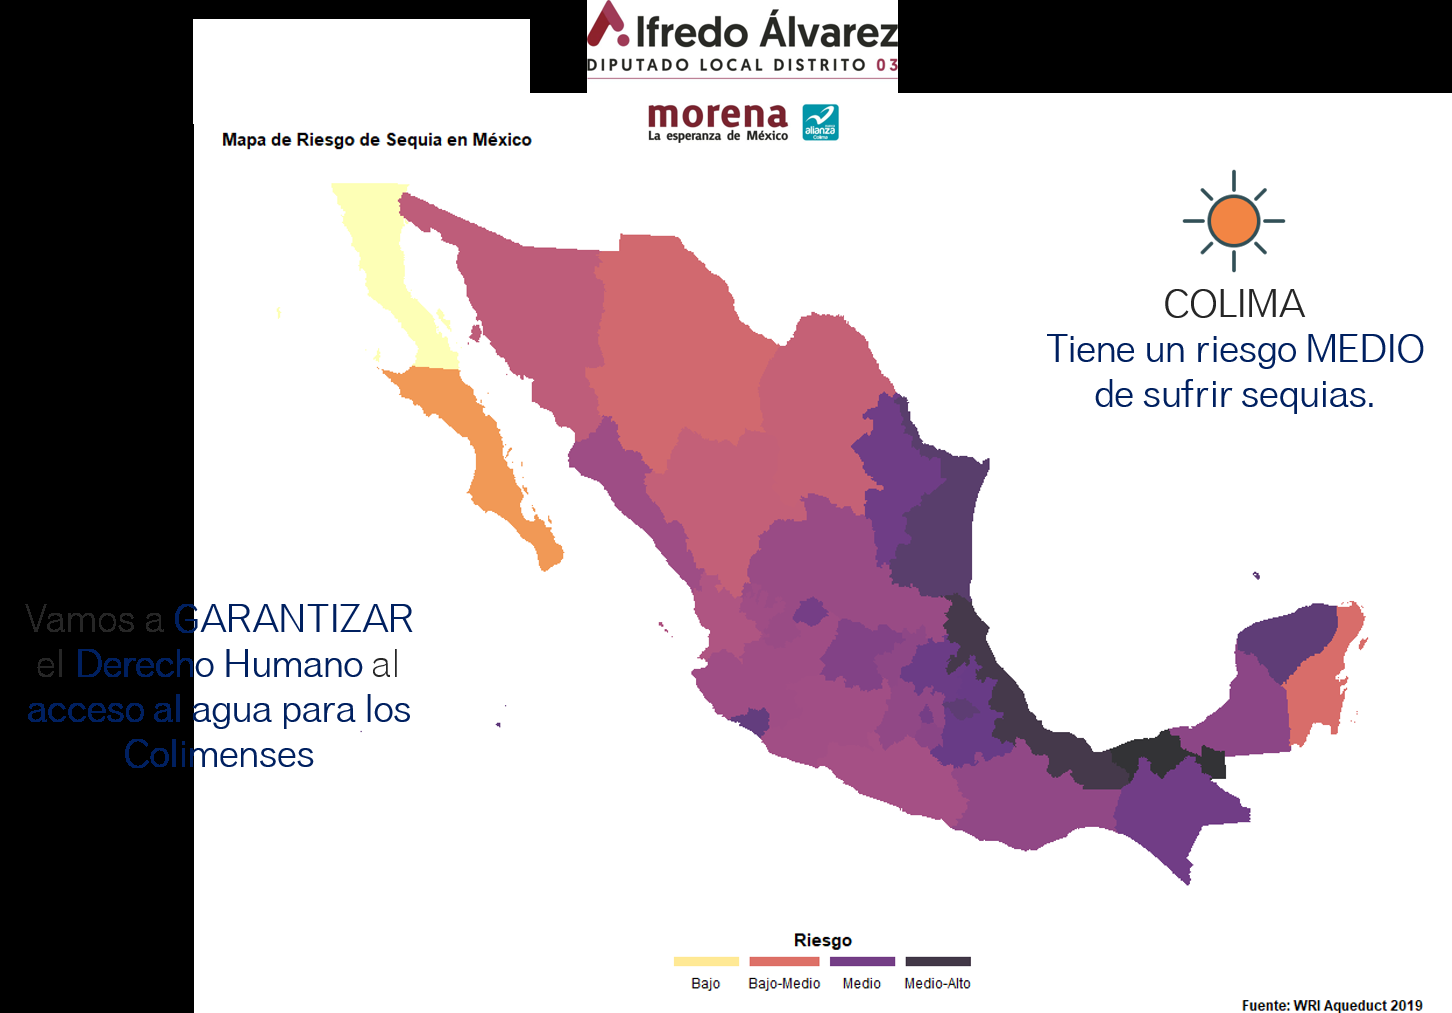 Alfredo Álvarez
DIPUTADO LOCAL DISTRITO 03
morena
La esperanza de México
alianza
Colima
Mapa de Riesgo de Sequia en México
COLIMA
Tiene un riesgo MEDIO
de sufrir sequias.
Vamos a GARANTIZAR
el Derecho Humano al
acceso al agua para los
Colimenses
Riesgo
Bajo
Bajo-Medio
Medio
Medio-Alto
Fuente: WRI Aqueduct 2019